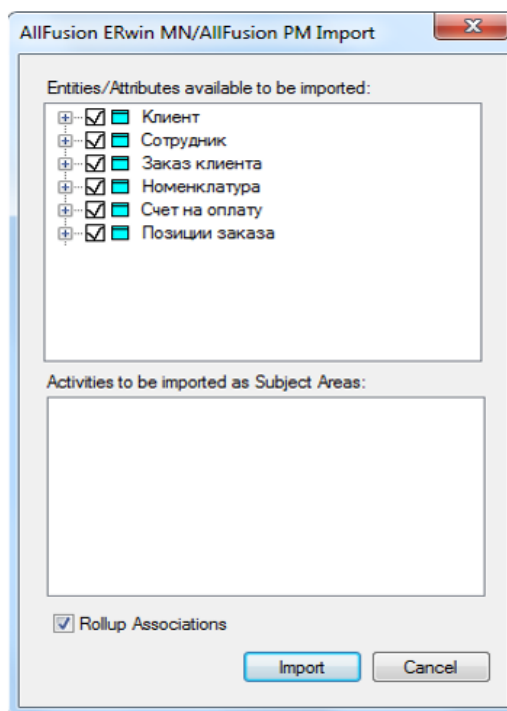 AllFusion ERwin MN/AllFusion PM Import
Entities/Attributes available to be imported:
Клиент
Сотрудник
Заказ клиента
Номенклатура
Счет на оплату
Позиции заказа
Activities to be imported as Subject Areas:
Rollup Associations
Import Cancel